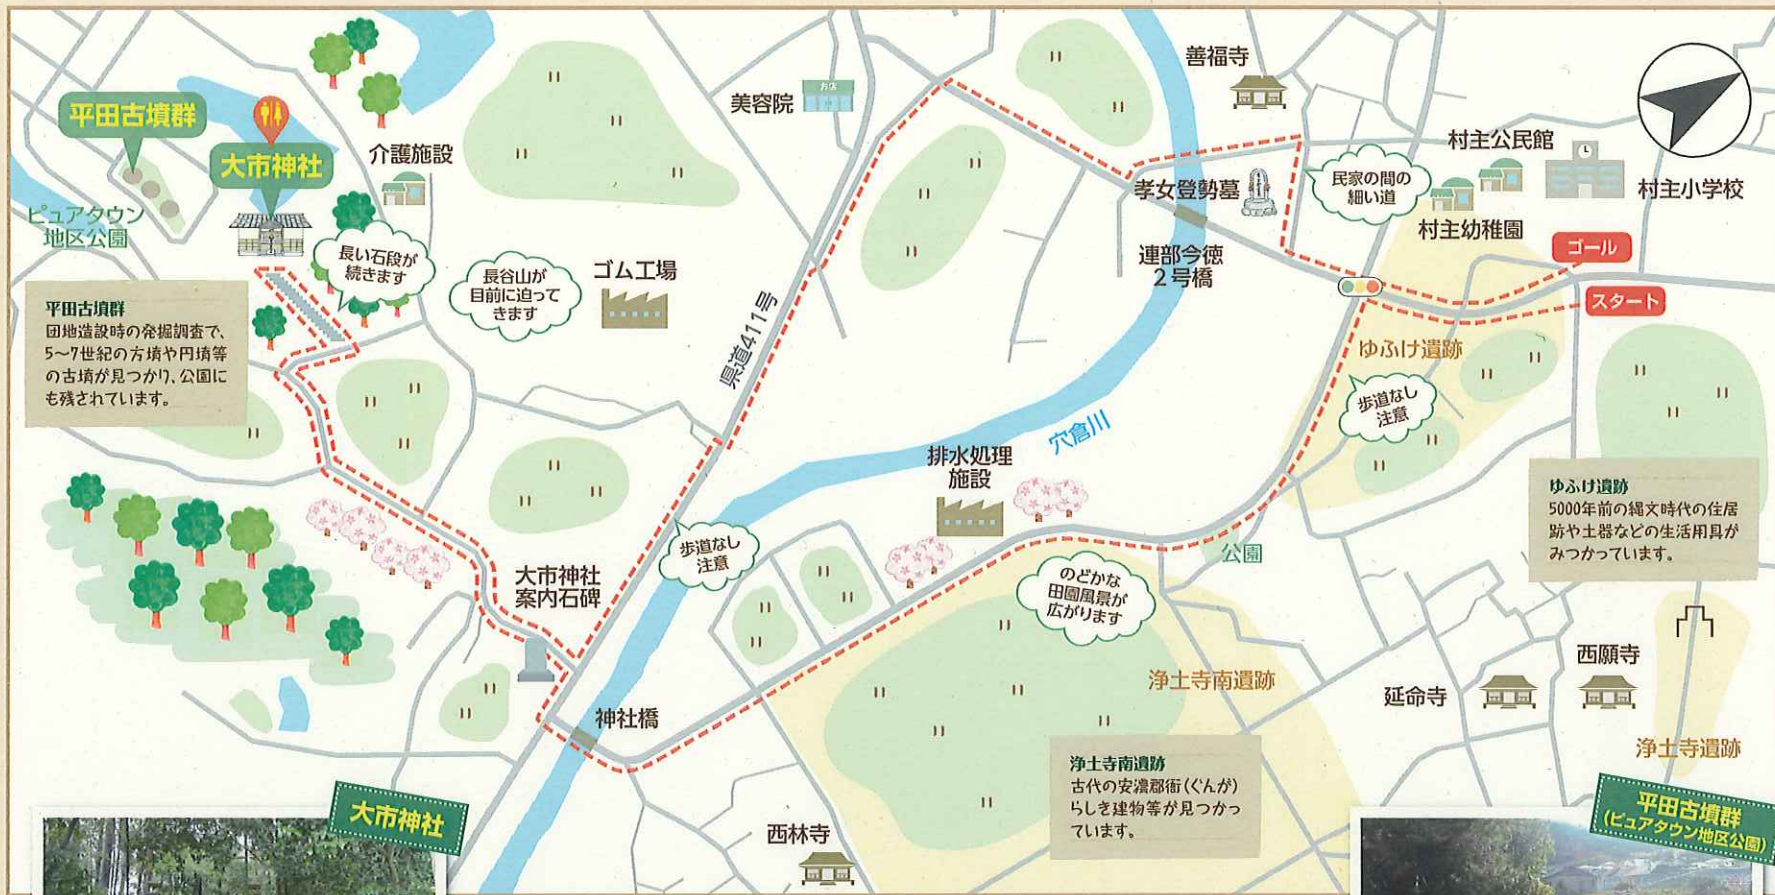 平田古墳群
大市神社
介護施設
ピュアタウン
地区公園
長い石段が
続きます
長谷山が
目前に迫って
きます
ゴム工場
平田古墳群
団地造設時の発掘調査で、
5〜7世紀の方墳や円墳等
の古墳が見つかり、公園に
も残されています。
美容院
お店
県道411号
善福寺
孝女登勢墓
連部今徳
2号橋
民家の間の
細い道
村主公民館
村主小学校
村主幼稚園
ゴール
スタート
ゆふけ遺跡
歩道なし
注意
ゆふけ遺跡
5000年前の縄文時代の住居
跡や土器などの生活用具が
みつかっています。
穴倉川
排水処理
施設
公園
歩道なし
注意
のどかな
田園風景が
広がります
大市神社
案内石碑
神社橋
浄土寺南遺跡
浄土寺南遺跡
古代の安濃郡衙(ぐんが)
らしき建物等が見つかっ
ています。
延命寺
西願寺
浄土寺遺跡
西林寺
大市神社
平田古墳群
(ピュアタウン地区公園)